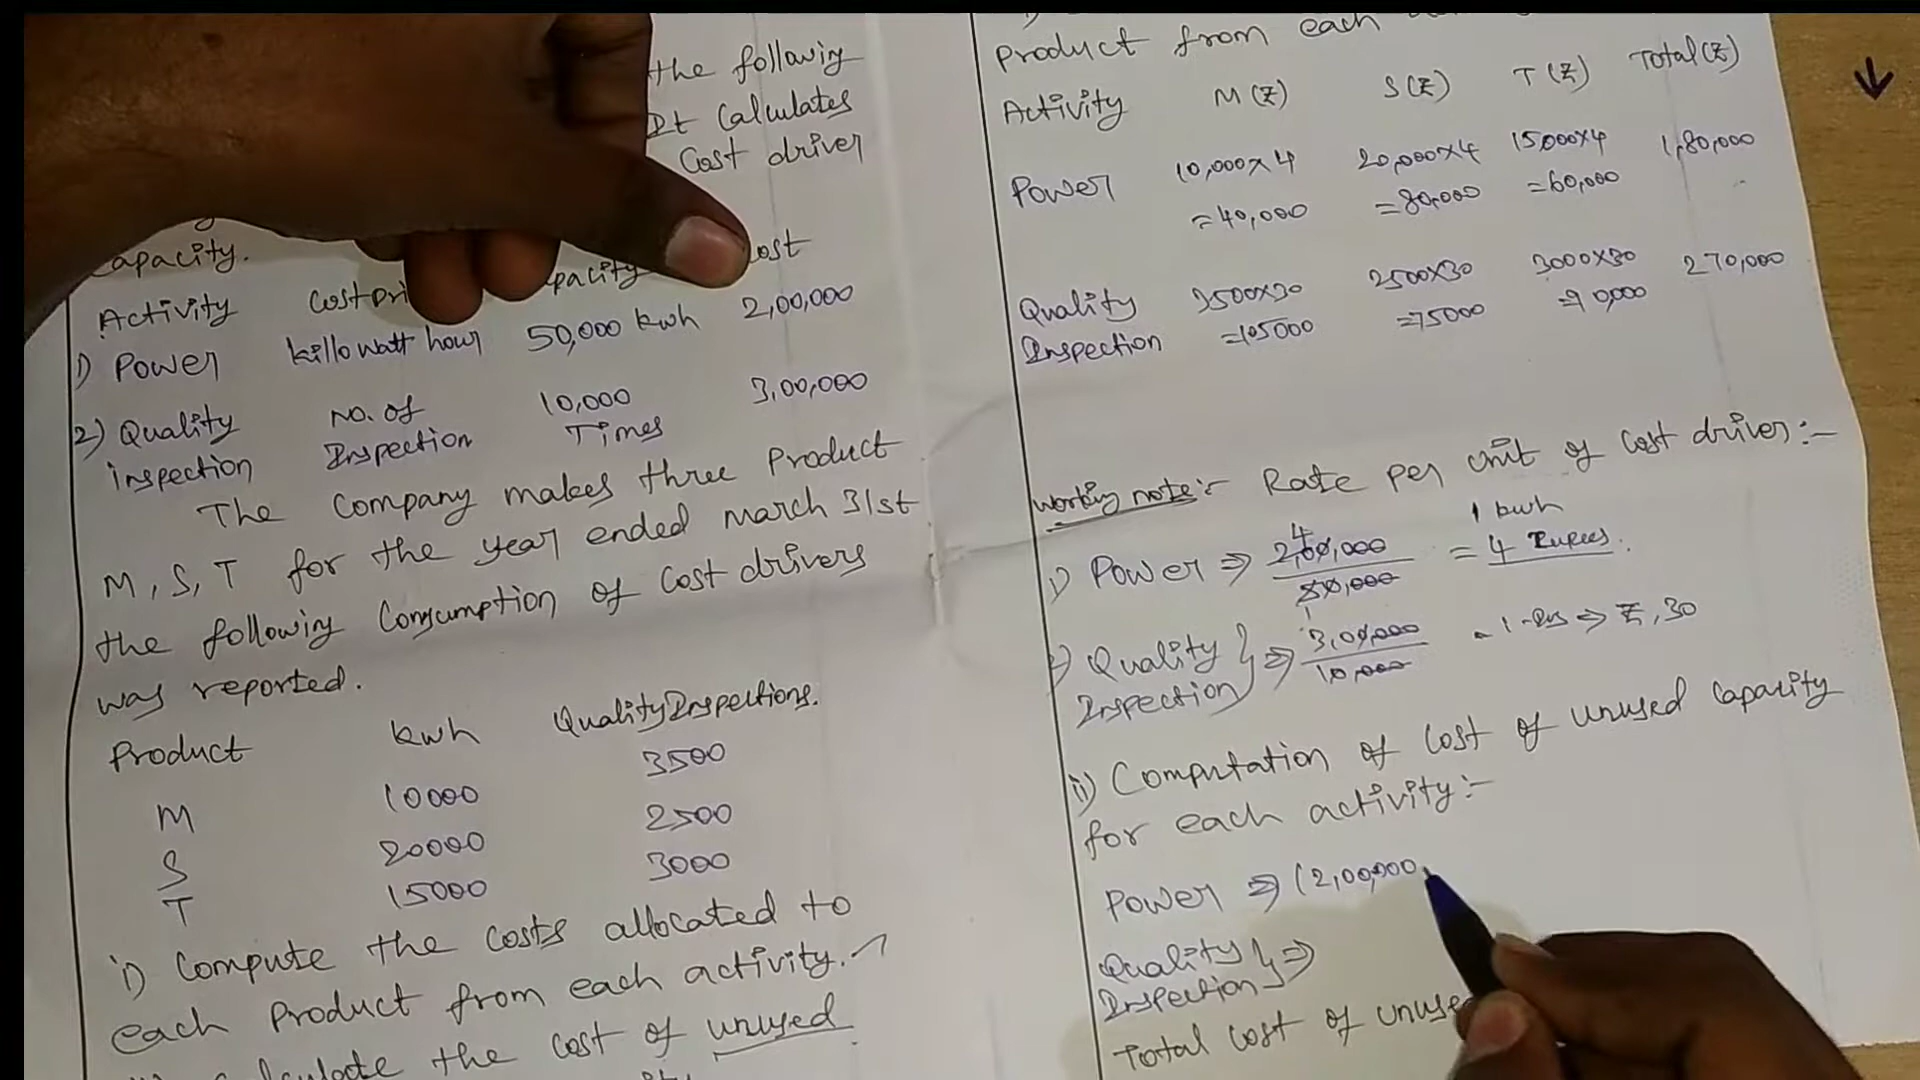 the following
It Calculates
Cost driver
Capacity.
Activity
Cost
1) Power killowatt hour 50,000 kwh 2,00,000
2) Quality No. of 10,000 3,00,000
inspection Inspection Times
The Company makes three Product
M, S, T for the year ended march 31st
the following Consumption of Cost drivers
was reported.
Product kwh Quality Inspections.
M 10000 3500
S 20000 2500
T 15000 3000
i) Compute the costs allocated to
each Product from each activity.
the cost of unused
Product from each
Activity M (₹) S (₹) T (₹) Total (₹)
Power 10,000×4 20,000×4 15,000×4 1,80,000
=40,000 =80,000 =60,000
Quality 3500×30 2500×30 3000×30 270,000
Inspection =105000 =75000 =90,000
Working note:- Rate per unit of Cost driver:-
1 kwh
1) Power ⇒ 2,00,000 / 50,000 = 4 Rupees.
2) Quality Inspection } ⇒ 3,00,000 / 10,000 ⇒ ₹, 30
ii) Computation of Cost of unused Capacity
for each activity:-
Power ⇒ (2,00,000
Quality } ⇒
Inspection
Total cost of